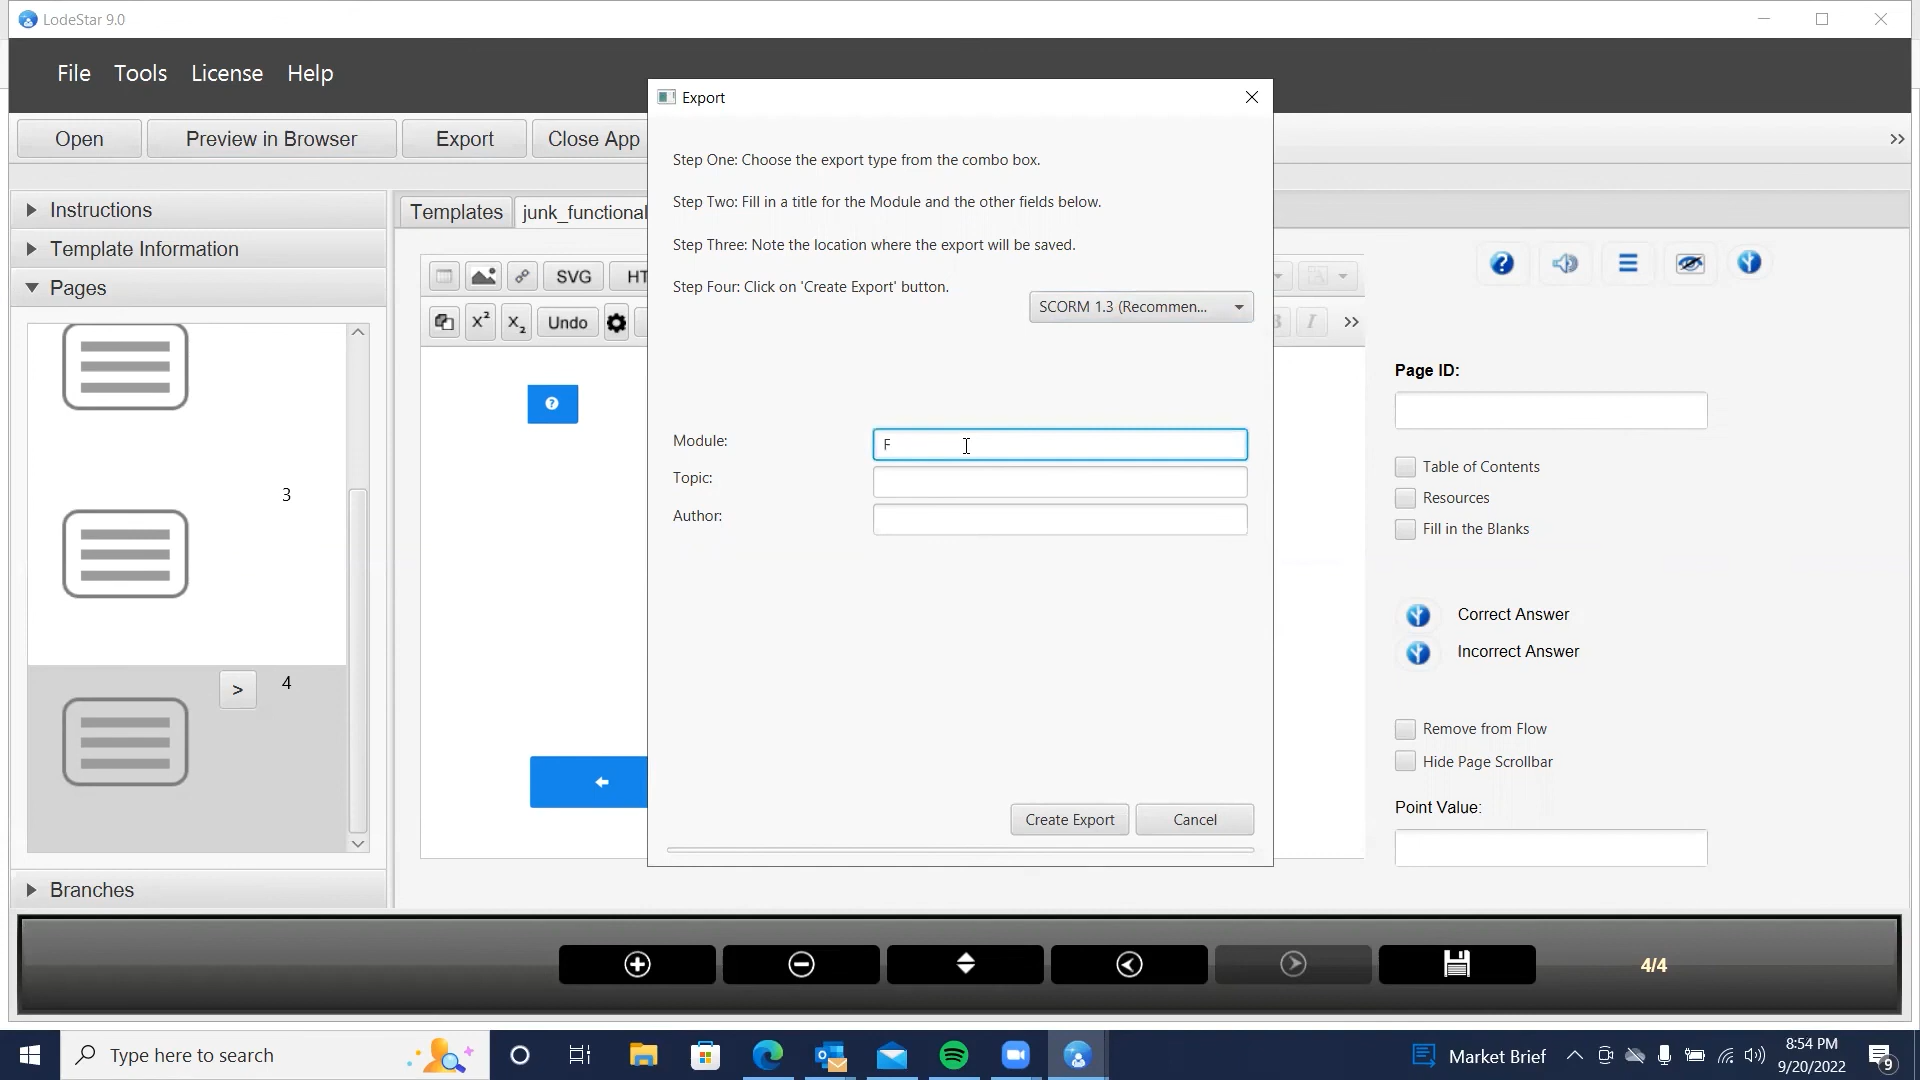 LodeStar 9.0
File Tools License Help
Export
Open Preview in Browser Export Close App
Step One: Choose the export type from the combo box.
Instructions
Templates junk_functional
Step Two: Fill in a title for the Module and the other fields below.
Template Information
Step Three: Note the location where the export will be saved.
Pages
SVG HT
Step Four: Click on 'Create Export' button.
SCORM 1.3 (Recommen...
X² X₂ Undo B I
Page ID:
Module: F
Table of Contents
Topic:
3
Resources
Author:
Fill in the Blanks
Correct Answer
Incorrect Answer
> 4
Remove from Flow
Hide Page Scrollbar
Point Value:
Create Export Cancel
Branches
4/4
Type here to search
Market Brief
8:54 PM
9/20/2022
9